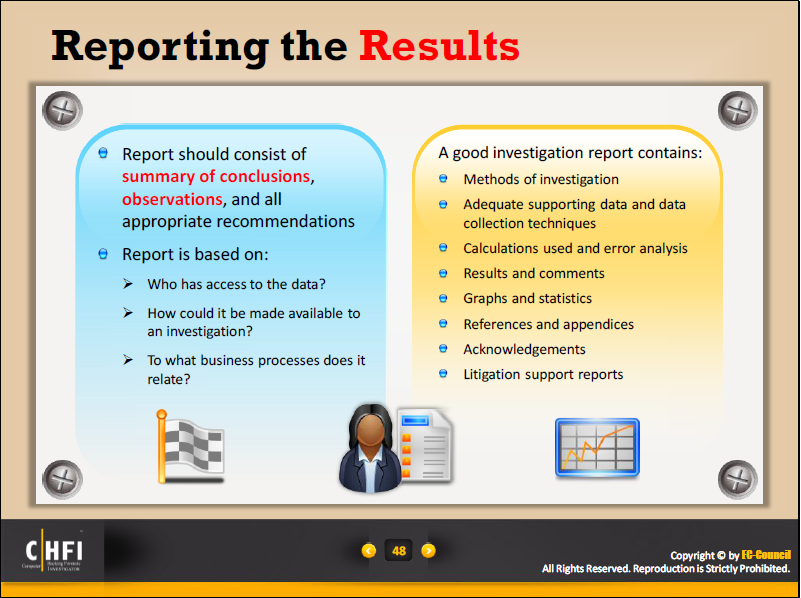 Reporting the Results
Report should consist of
summary of conclusions,
observations, and all
appropriate recommendations
Report is based on:
Who has access to the data?
How could it be made available to
an investigation?
To what business processes does it
relate?
A good investigation report contains:
Methods of investigation
Adequate supporting data and data
collection techniques
Calculations used and error analysis
Results and comments
Graphs and statistics
References and appendices
Acknowledgements
Litigation support reports
CHFI
Computer Hacking Forensic
INVESTIGATOR
48
Copyright © by EC-Council
All Rights Reserved. Reproduction is Strictly Prohibited.